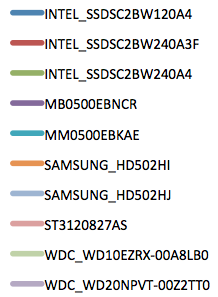 INTEL_SSDSC2BW120A4
INTEL_SSDSC2BW240A3F
INTEL_SSDSC2BW240A4
MB0500EBNCR
MM0500EBKAE
SAMSUNG_HD502HI
SAMSUNG_HD502HJ
ST3120827AS
WDC_WD10EZRX-00A8LB0
WDC_WD20NPVT-00Z2TT0